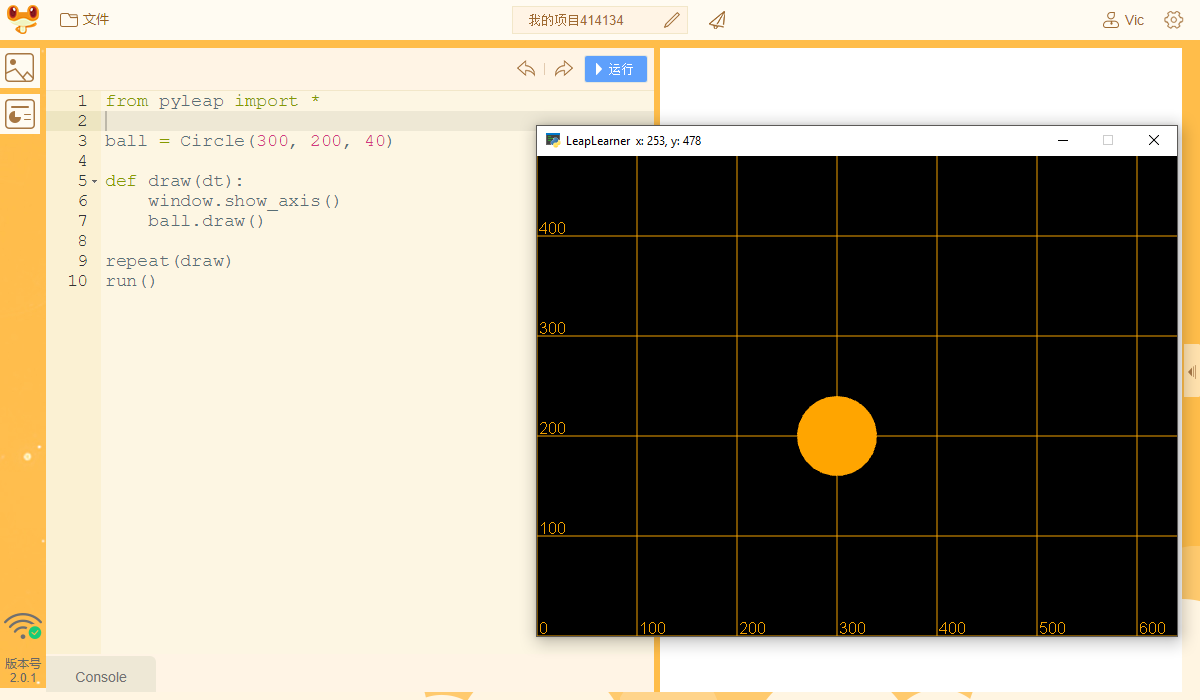 文件
我的项目414134
Vic
运行
1 from pyleap import *
2
3 ball = Circle(300, 200, 40)
4
5 def draw(dt):
6 window.show_axis()
7 ball.draw()
8
9 repeat(draw)
10 run()
LeapLearner x: 253, y: 478
400
300
200
100
0 100 200 300 400 500 600
版本号
2.0.1
Console